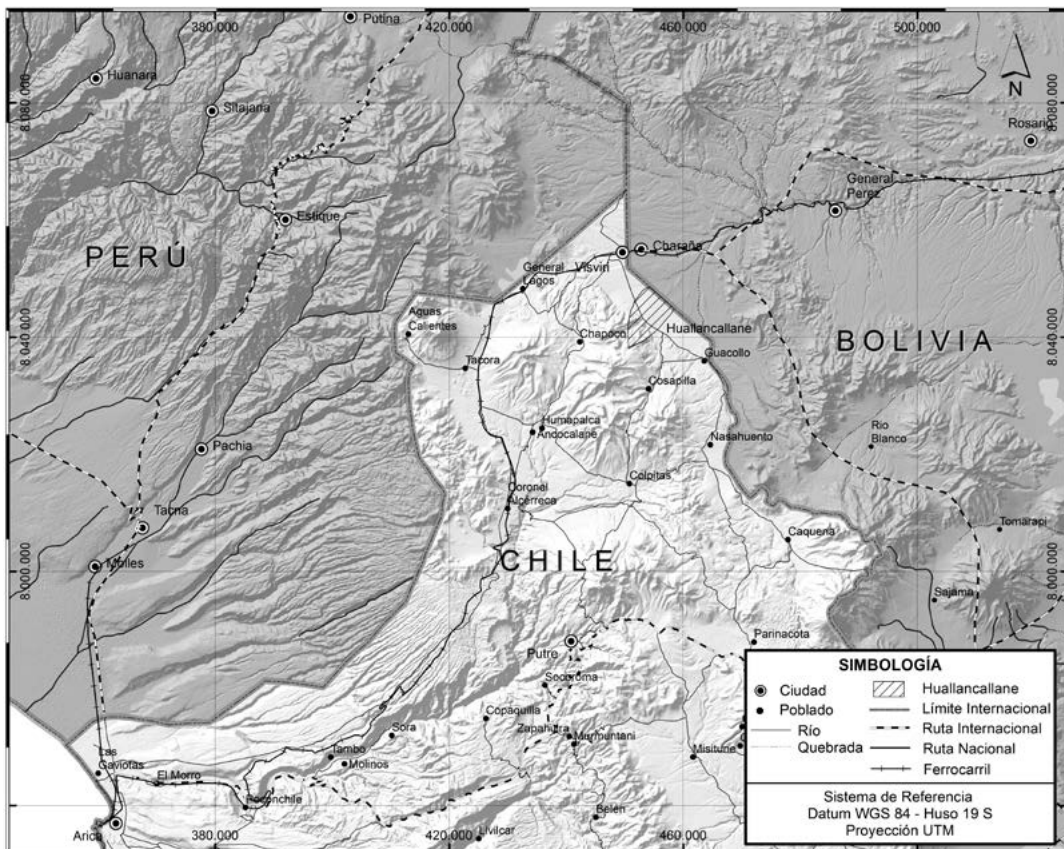 380.000
420.000
460.000
500.000
Putina
Huanara
Sitajana
8.080.000
8.080.000
N
Rosario
General
Perez
Estique
PERÚ
Charaña
Visviri
General
Lagos
Huallancallane
Aguas
Calientes
Chapoco
BOLIVIA
8.040.000
8.040.000
Tacora
Guacollo
Cosapilla
Humapalca
Andocalane
Nasahuento
Rio
Blanco
Pachia
Colpitas
Coronel
Alcérreca
Tacna
Caquena
Tomarapi
CHILE
Molles
8.000.000
8.000.000
Sajama
Putre
Parinacota
Socoroma
Copaquilla
Zapahuira
Murmuntani
Sora
Tambo
Molinos
Misitune
Las
Gaviotas
El Morro
Poconchile
Belén
Arica
Livilcar
380.000
420.000
460.000
SIMBOLOGÍA
Ciudad
Huallancallane
Poblado
Límite Internacional
Río
Ruta Internacional
Quebrada
Ruta Nacional
Ferrocarril
Sistema de Referencia
Datum WGS 84 - Huso 19 S
Proyección UTM